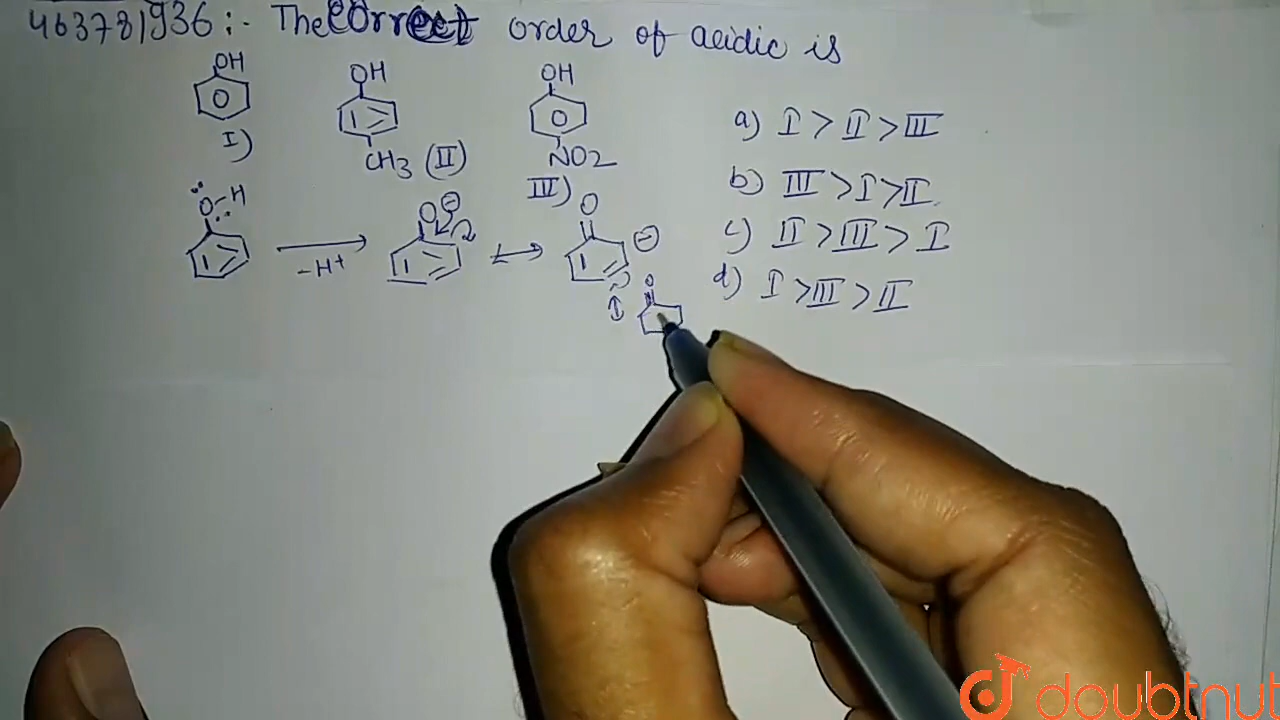 463781936:- The correct order of acidic is
OH OH OH
I) CH3 (II) NO2
III)
a) I > II > III
b) III > I > II
c) II > III > I
d) I > III > II
O-H O⊖ O
-H+ ⊖
O
doubtnut